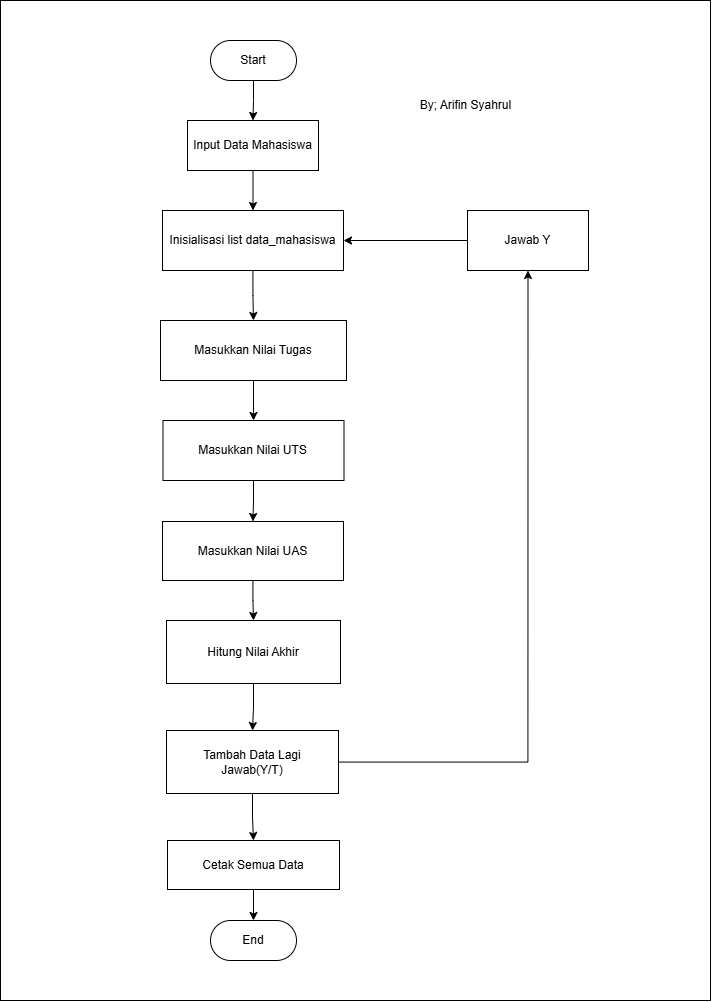 Start
By; Arifin Syahrul
Input Data Mahasiswa
Inisialisasi list data_mahasiswa
Jawab Y
Masukkan Nilai Tugas
Masukkan Nilai UTS
Masukkan Nilai UAS
Hitung Nilai Akhir
Tambah Data Lagi
Jawab(Y/T)
Cetak Semua Data
End